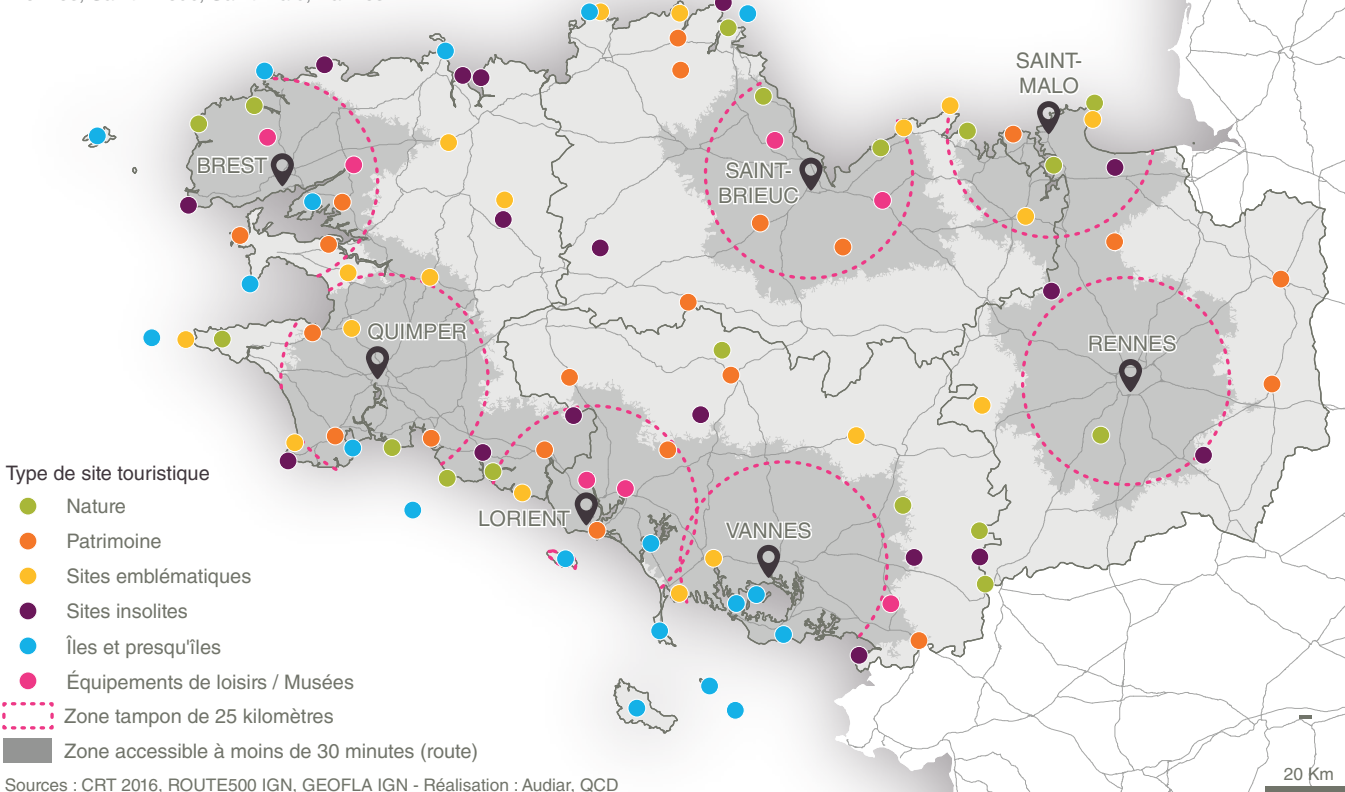 SAINT-
MALO
BREST
SAINT-
BRIEUC
QUIMPER
RENNES
LORIENT
VANNES
Type de site touristique
Nature
Patrimoine
Sites emblématiques
Sites insolites
Îles et presqu'îles
Équipements de loisirs / Musées
Zone tampon de 25 kilomètres
Zone accessible à moins de 30 minutes (route)
Sources : CRT 2016, ROUTE500 IGN, GEOFLA IGN - Réalisation : Audiar, QCD
20 Km